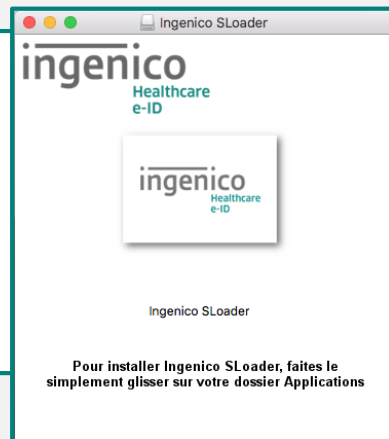 Ingenico SLoader
ingenico
Healthcare
e-ID
ingenico
Healthcare
e-ID
Ingenico SLoader
Pour installer Ingenico SLoader, faites le
simplement glisser sur votre dossier Applications